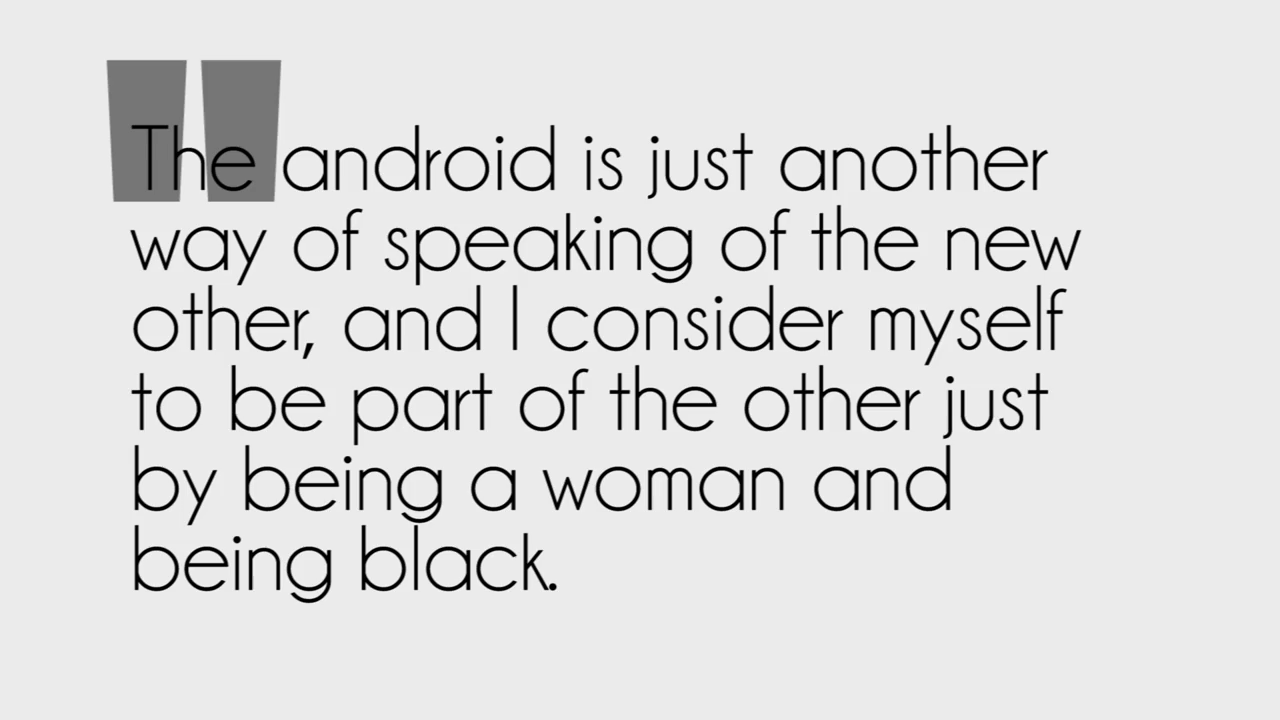 "The android is just another
way of speaking of the new
other, and I consider myself
to be part of the other just
by being a woman and
being black.